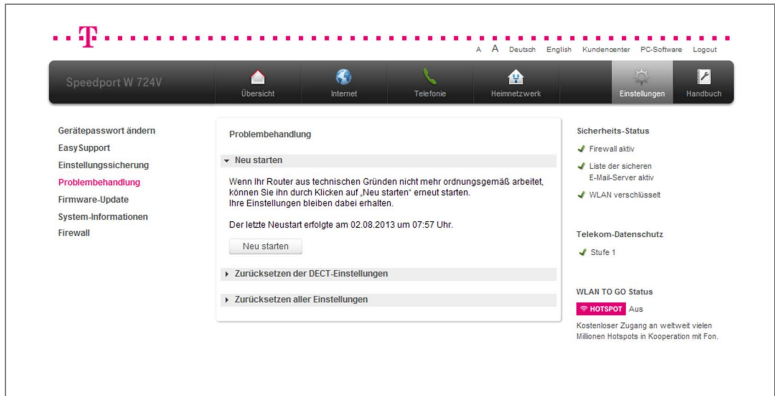 T
A A Deutsch English Kundencenter PC-Software Logout
Speedport W 724V
Übersicht Internet Telefonie Heimnetzwerk Einstellungen Handbuch
Gerätepasswort ändern
EasySupport
Einstellungssicherung
Problembehandlung
Firmware-Update
System-Informationen
Firewall
Problembehandlung
Neu starten
Wenn Ihr Router aus technischen Gründen nicht mehr ordnungsgemäß arbeitet,
können Sie ihn durch Klicken auf „Neu starten“ erneut starten.
Ihre Einstellungen bleiben dabei erhalten.
Der letzte Neustart erfolgte am 02.08.2013 um 07:57 Uhr.
Neu starten
Zurücksetzen der DECT-Einstellungen
Zurücksetzen aller Einstellungen
Sicherheits-Status
Firewall aktiv
Liste der sicheren
E-Mail-Server aktiv
WLAN verschlüsselt
Telekom-Datenschutz
Stufe 1
WLAN TO GO Status
HOTSPOT Aus
Kostenloser Zugang an weltweit vielen
Millionen Hotspots in Kooperation mit Fon.